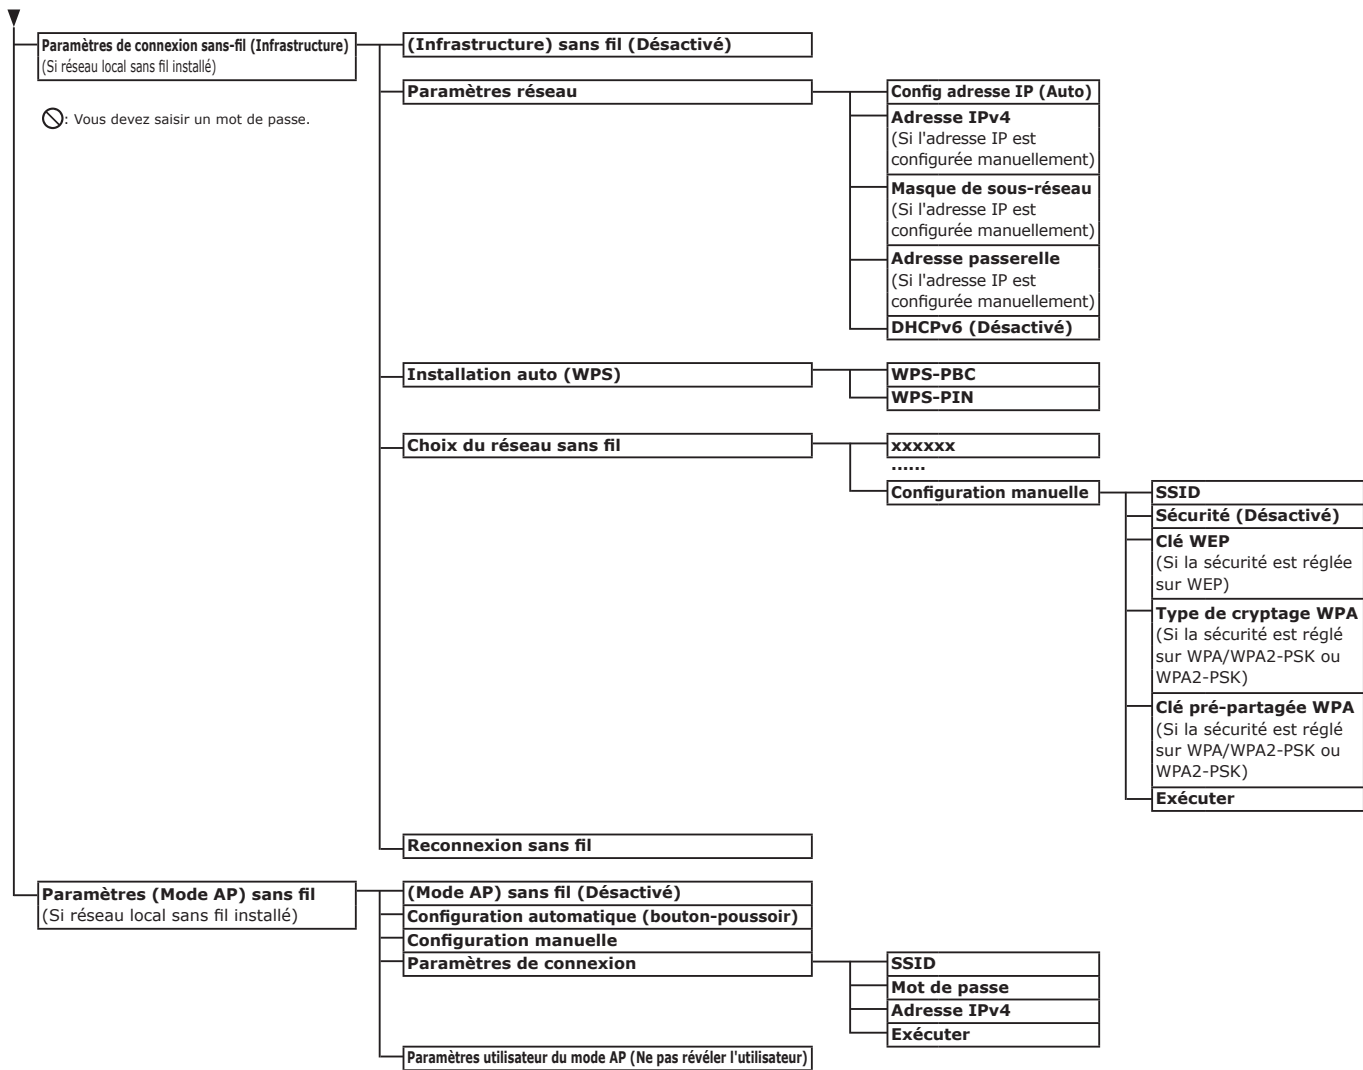 Paramètres de connexion sans-fil (Infrastructure)
(Si réseau local sans fil installé)
: Vous devez saisir un mot de passe.
(Infrastructure) sans fil (Désactivé)
Paramètres réseau
Config adresse IP (Auto)
Adresse IPv4
(Si l'adresse IP est
configurée manuellement)
Masque de sous-réseau
(Si l'adresse IP est
configurée manuellement)
Adresse passerelle
(Si l'adresse IP est
configurée manuellement)
DHCPv6 (Désactivé)
Installation auto (WPS)
WPS-PBC
WPS-PIN
Choix du réseau sans fil
xxxxxx
......
Configuration manuelle
SSID
Sécurité (Désactivé)
Clé WEP
(Si la sécurité est réglée
sur WEP)
Type de cryptage WPA
(Si la sécurité est réglé
sur WPA/WPA2-PSK ou
WPA2-PSK)
Clé pré-partagée WPA
(Si la sécurité est réglé
sur WPA/WPA2-PSK ou
WPA2-PSK)
Exécuter
Reconnexion sans fil
Paramètres (Mode AP) sans fil
(Si réseau local sans fil installé)
(Mode AP) sans fil (Désactivé)
Configuration automatique (bouton-poussoir)
Configuration manuelle
Paramètres de connexion
SSID
Mot de passe
Adresse IPv4
Exécuter
Paramètres utilisateur du mode AP (Ne pas révéler l'utilisateur)